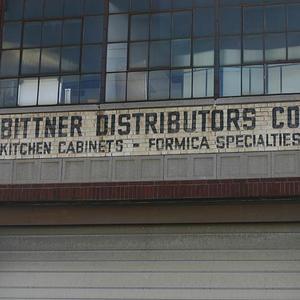 BITTNER DISTRIBUTORS CO
KITCHEN CABINETS - FORMICA SPECIALTIES